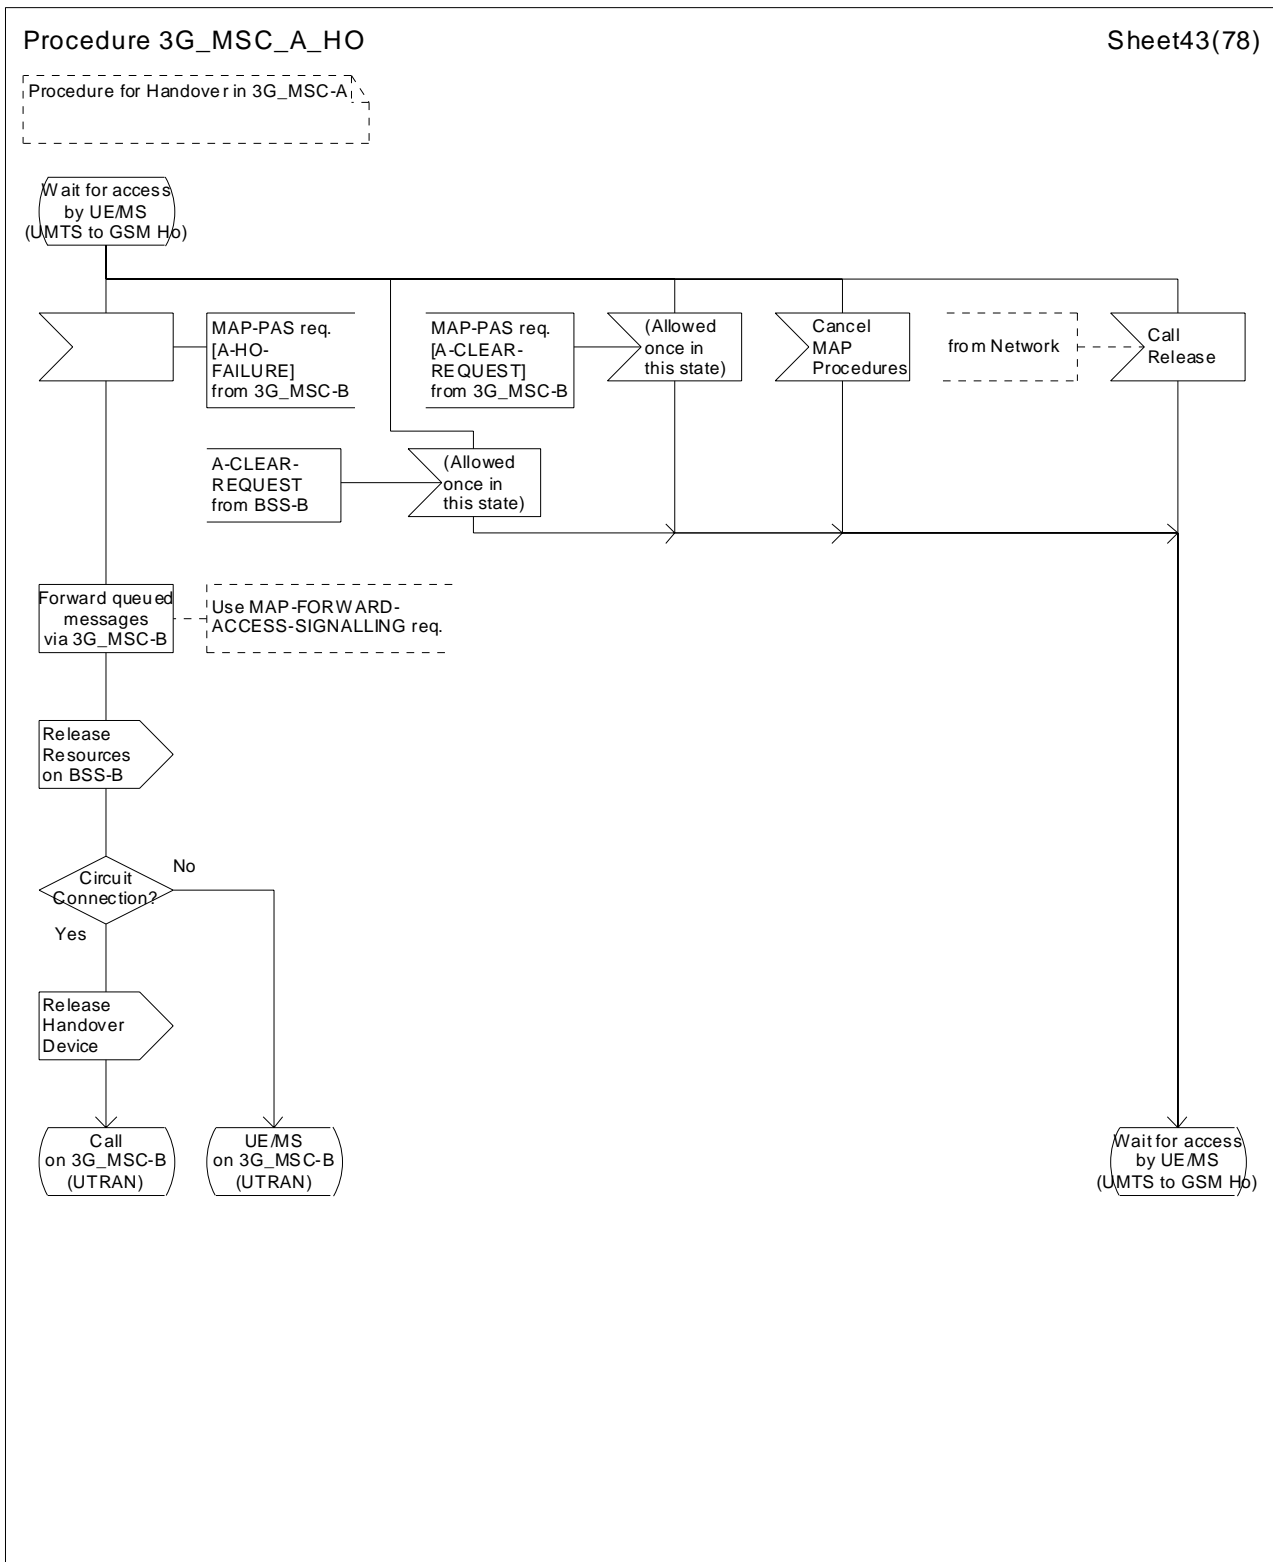 Procedure 3G_MSC_A_HO
Sheet43(78)
Procedure for Handover in 3G_MSC-A
Wait for access
by UE/MS
(UMTS to GSM Ho)
MAP-PAS req.
[A-HO-
FAILURE]
from 3G_MSC-B
MAP-PAS req.
[A-CLEAR-
REQUEST]
from 3G_MSC-B
(Allowed
once in
this state)
Cancel
MAP
Procedures
from Network
Call
Release
A-CLEAR-
REQUEST
from BSS-B
(Allowed
once in
this state)
Forward queued
messages
via 3G_MSC-B
Use MAP-FORWARD-
ACCESS-SIGNALLING req.
Release
Resources
on BSS-B
Circuit
Connection?
No
Yes
Release
Handover
Device
Call
on 3G_MSC-B
(UTRAN)
UE/MS
on 3G_MSC-B
(UTRAN)
Wait for access
by UE/MS
(UMTS to GSM Ho)